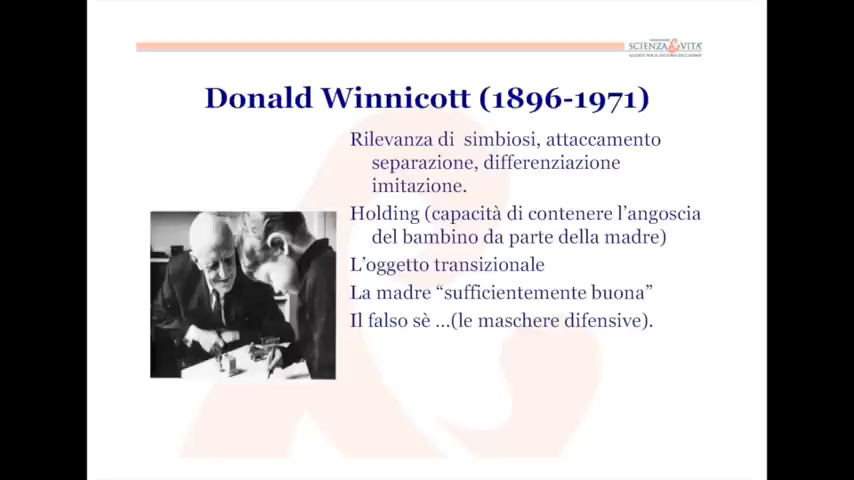 SCIENZA&VITA
Donald Winnicott (1896-1971)
Rilevanza di simbiosi, attaccamento
separazione, differenziazione
imitazione.
Holding (capacità di contenere l'angoscia
del bambino da parte della madre)
L'oggetto transizionale
La madre “sufficientemente buona”
Il falso sè ...(le maschere difensive).